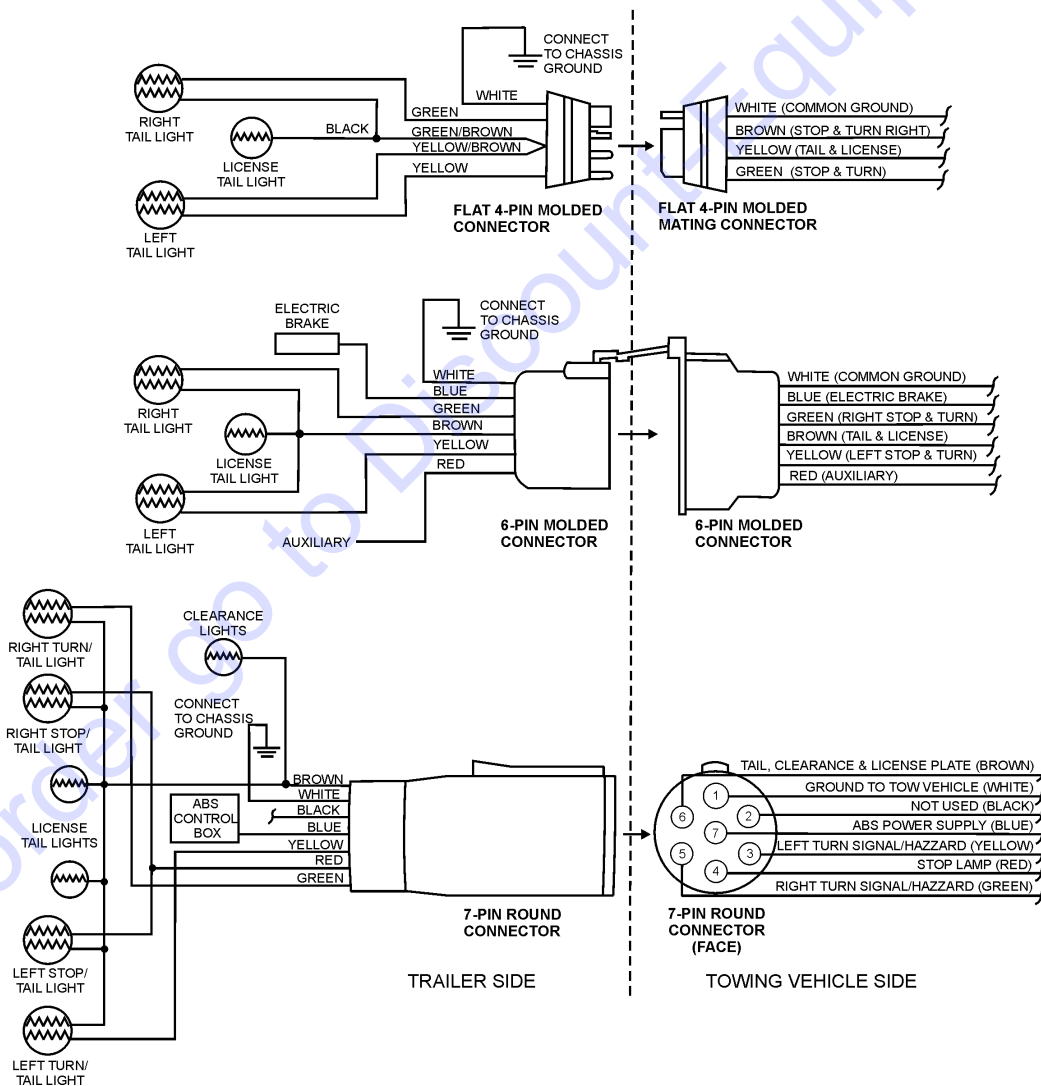 order go to Discount-Equip
CONNECT
TO CHASSIS
GROUND
WHITE
GREEN
RIGHT
TAIL LIGHT
BLACK
GREEN/BROWN
YELLOW/BROWN
LICENSE
TAIL LIGHT
YELLOW
LEFT
TAIL LIGHT
FLAT 4-PIN MOLDED
CONNECTOR
WHITE (COMMON GROUND)
BROWN (STOP & TURN RIGHT)
YELLOW (TAIL & LICENSE)
GREEN (STOP & TURN)
FLAT 4-PIN MOLDED
MATING CONNECTOR
ELECTRIC
BRAKE
CONNECT
TO CHASSIS
GROUND
WHITE
BLUE
GREEN
BROWN
YELLOW
RED
RIGHT
TAIL LIGHT
LICENSE
TAIL LIGHT
LEFT
TAIL LIGHT
AUXILIARY
6-PIN MOLDED
CONNECTOR
WHITE (COMMON GROUND)
BLUE (ELECTRIC BRAKE)
GREEN (RIGHT STOP & TURN)
BROWN (TAIL & LICENSE)
YELLOW (LEFT STOP & TURN)
RED (AUXILIARY)
6-PIN MOLDED
CONNECTOR
CLEARANCE
LIGHTS
RIGHT TURN/
TAIL LIGHT
CONNECT
TO CHASSIS
GROUND
RIGHT STOP/
TAIL LIGHT
BROWN
WHITE
BLACK
BLUE
YELLOW
RED
GREEN
ABS
CONTROL
BOX
LICENSE
TAIL LIGHTS
LEFT STOP/
TAIL LIGHT
LEFT TURN/
TAIL LIGHT
7-PIN ROUND
CONNECTOR
TRAILER SIDE
TAIL, CLEARANCE & LICENSE PLATE (BROWN)
GROUND TO TOW VEHICLE (WHITE)
NOT USED (BLACK)
ABS POWER SUPPLY (BLUE)
LEFT TURN SIGNAL/HAZZARD (YELLOW)
STOP LAMP (RED)
RIGHT TURN SIGNAL/HAZZARD (GREEN)
1
6
2
7
5
3
4
7-PIN ROUND
CONNECTOR
(FACE)
TOWING VEHICLE SIDE